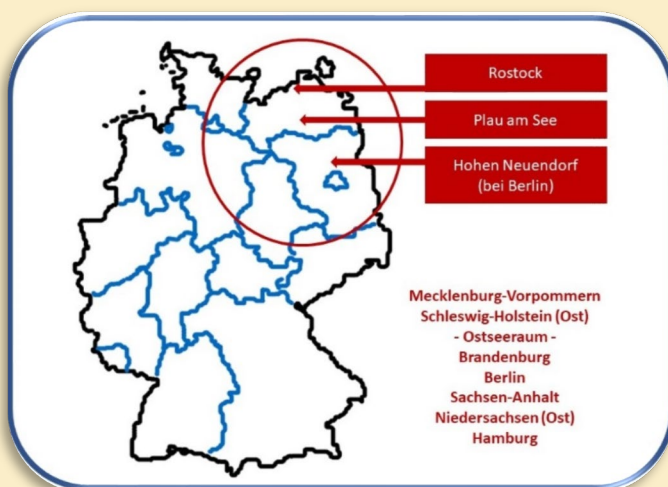 Rostock
Plau am See
Hohen Neuendorf
(bei Berlin)
Mecklenburg-Vorpommern
Schleswig-Holstein (Ost)
- Ostseeraum -
Brandenburg
Berlin
Sachsen-Anhalt
Niedersachsen (Ost)
Hamburg